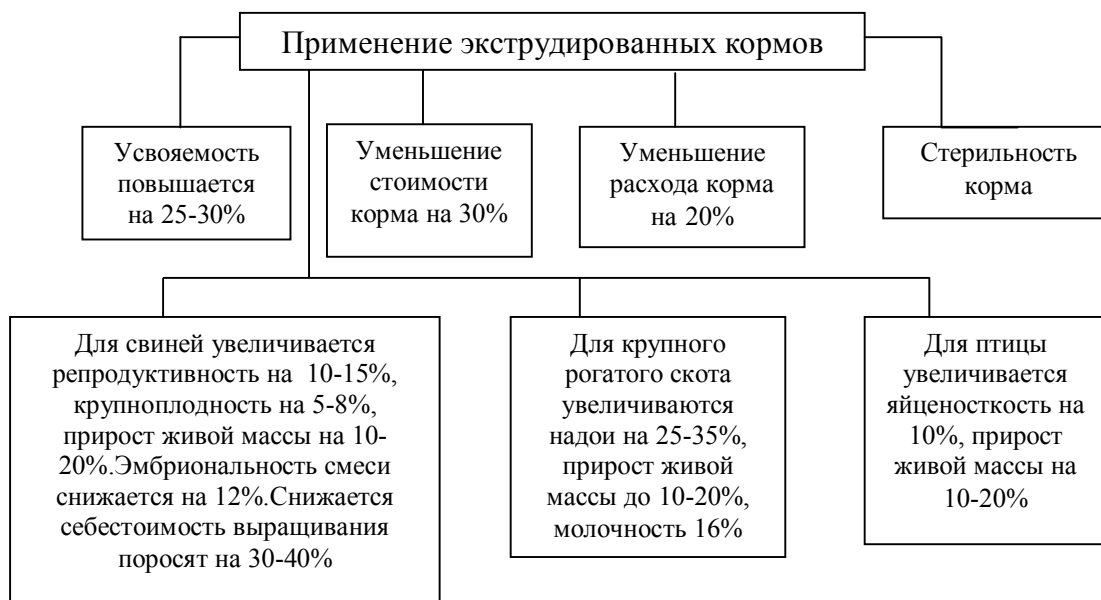 Применение экструдированных кормов
Усвояемость
повышается
на 25-30%
Уменьшение
стоимости
корма на 30%
Уменьшение
расхода корма
на 20%
Стерильность
корма
Для свиней увеличивается
репродуктивность на 10-15%,
крупноплодность на 5-8%,
прирост живой массы на 10-
20%.Эмбриональность смеси
снижается на 12%.Снижается
себестоимость выращивания
поросят на 30-40%
Для крупного
рогатого скота
увеличиваются
надои на 25-35%,
прирост живой
массы до 10-20%,
молочность 16%
Для птицы
увеличивается
яйценосткость на
10%, прирост
живой массы на
10-20%